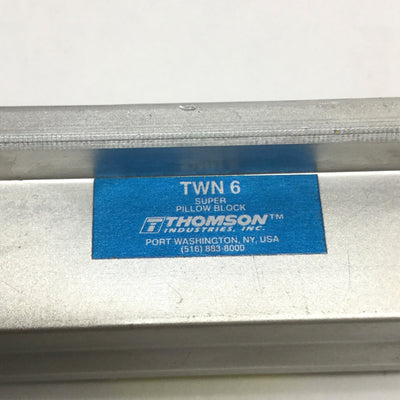 TWN 6
SUPER
PILLOW BLOCK
THOMSON™
INDUSTRIES, INC.
PORT WASHINGTON, NY, USA
(516) 883-8000